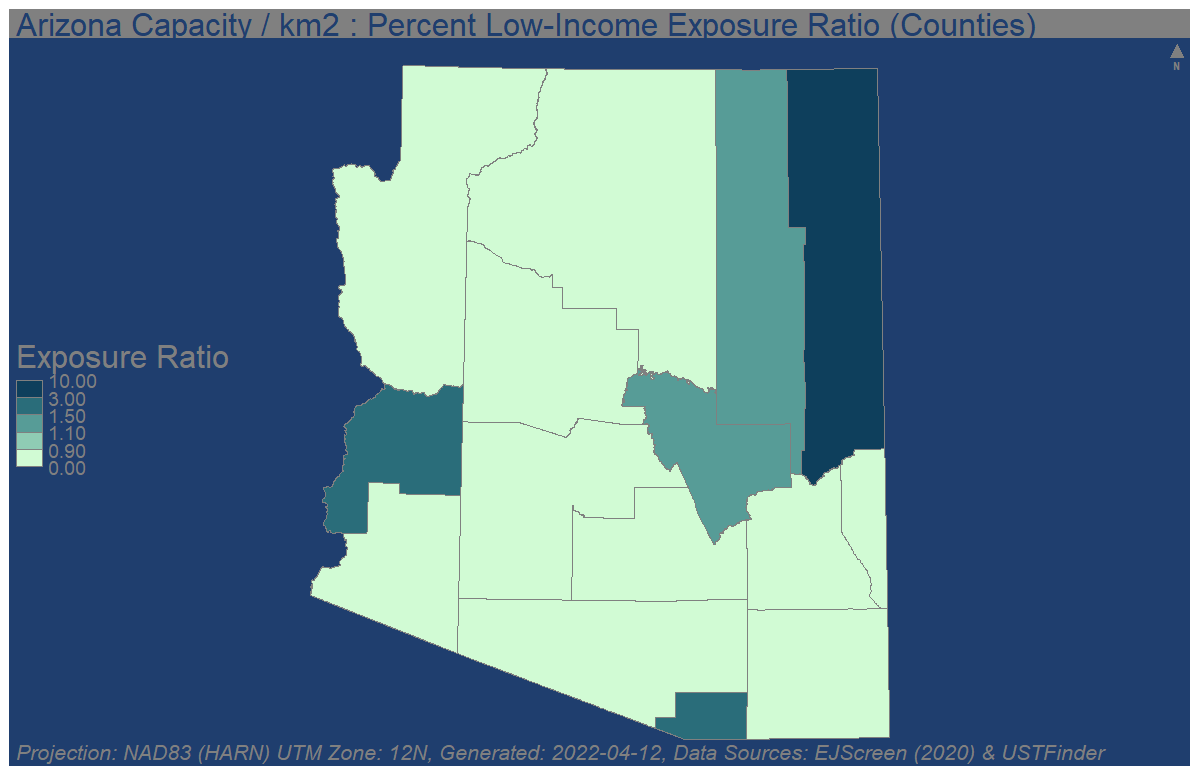 Arizona Capacity / km2 : Percent Low-Income Exposure Ratio (Counties)
N
Exposure Ratio
10.00
3.00
1.50
1.10
0.90
0.00
Projection: NAD83 (HARN) UTM Zone: 12N, Generated: 2022-04-12, Data Sources: EJScreen (2020) & USTFinder